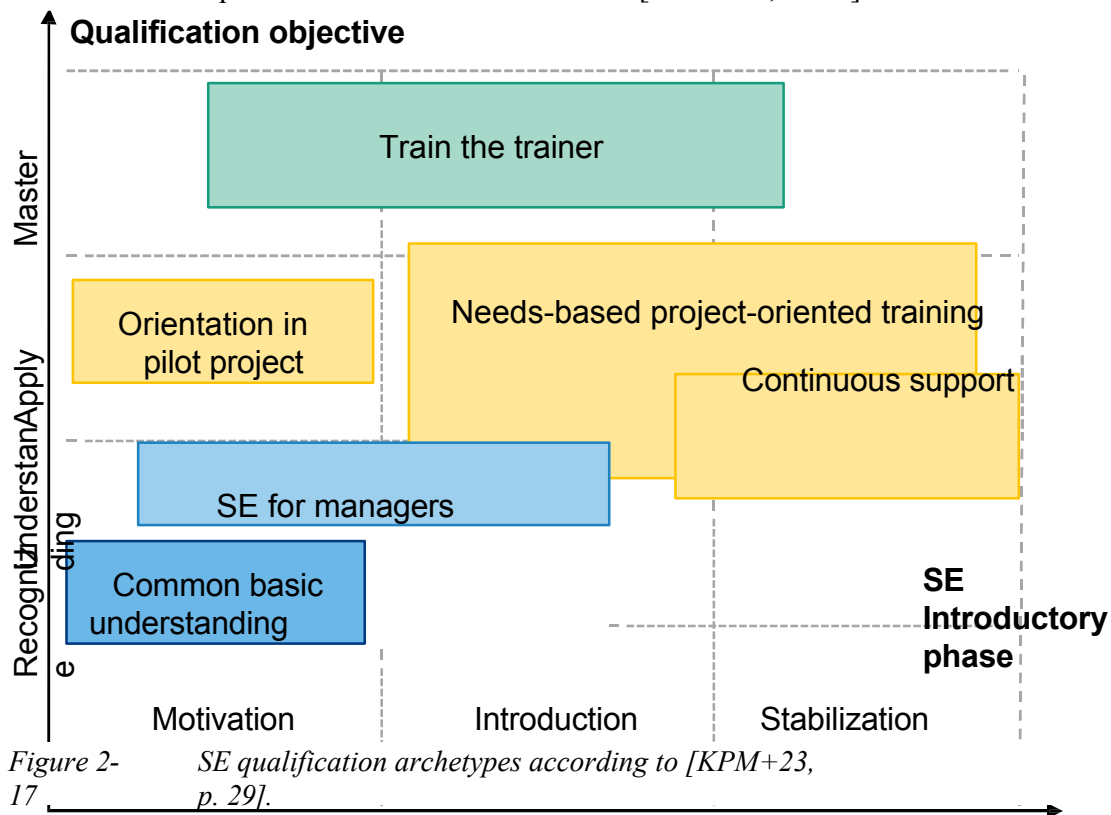 Qualification objective
Train the trainer
Master
Needs-based project-oriented training
Orientation in
pilot project
Continuous support
Apply
Understan
ding
SE for managers
Common basic
understanding
Recogniz
e
SE
Introductory
phase
Motivation
Introduction
Stabilization
Figure 2-
17
SE qualification archetypes according to [KPM+23,
p. 29].